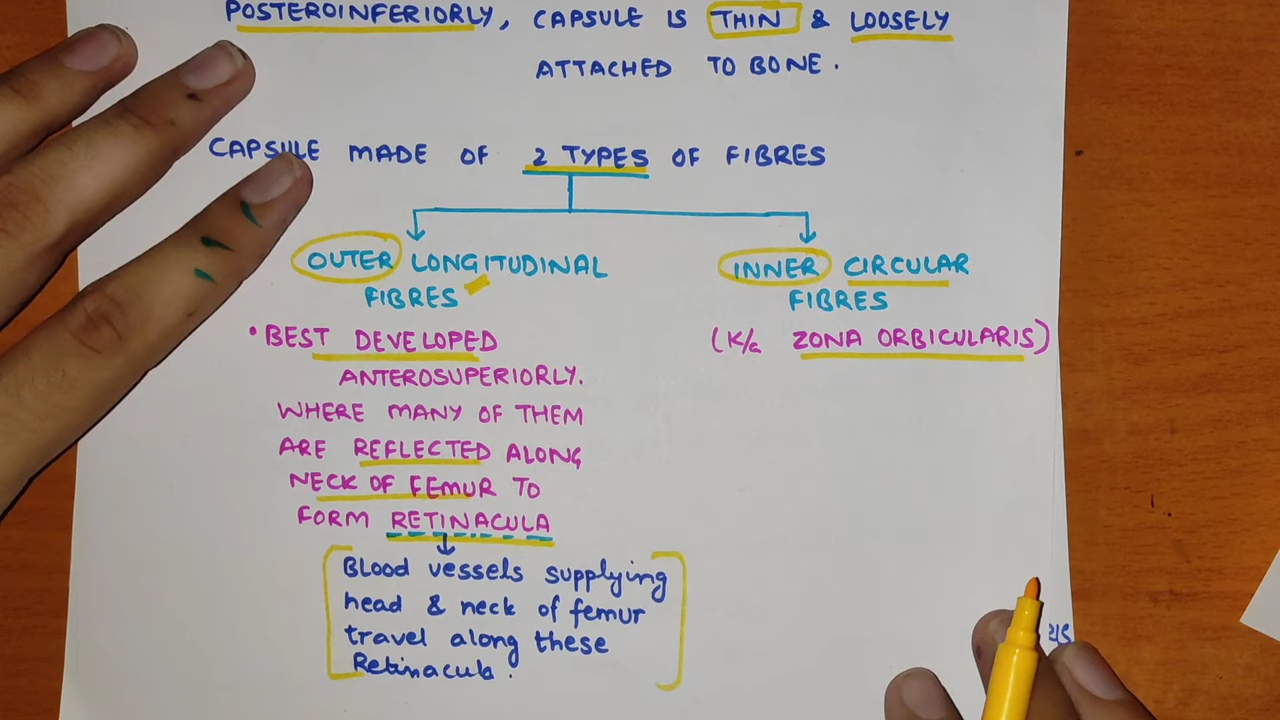 POSTEROINFERIORLY, CAPSULE IS THIN & LOOSELY
ATTACHED TO BONE.
CAPSULE MADE OF 2 TYPES OF FIBRES
OUTER LONGITUDINAL
FIBRES
• BEST DEVELOPED
ANTEROSUPERIORLY.
WHERE MANY OF THEM
ARE REFLECTED ALONG
NECK OF FEMUR TO
FORM RETINACULA
Blood vessels supplying
head & neck of femur
travel along these
Retinacula.
INNER CIRCULAR
FIBRES
(K/a ZONA ORBICULARIS)